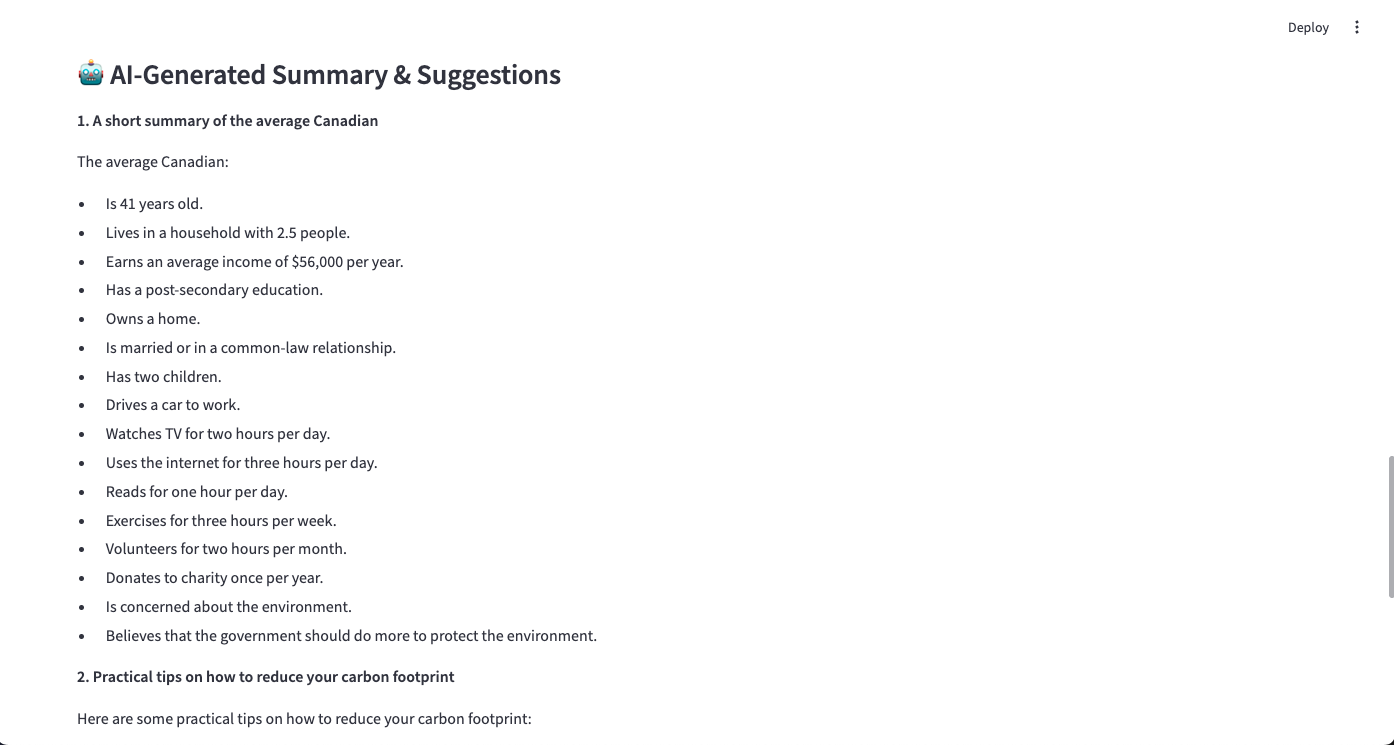 Deploy
AI-Generated Summary & Suggestions
1. A short summary of the average Canadian
The average Canadian:
• Is 41 years old.
• Lives in a household with 2.5 people.
• Earns an average income of $56,000 per year.
• Has a post-secondary education.
• Owns a home.
• Is married or in a common-law relationship.
• Has two children.
• Drives a car to work.
• Watches TV for two hours per day.
• Uses the internet for three hours per day.
• Reads for one hour per day.
• Exercises for three hours per week.
• Volunteers for two hours per month.
• Donates to charity once per year.
• Is concerned about the environment.
• Believes that the government should do more to protect the environment.
2. Practical tips on how to reduce your carbon footprint
Here are some practical tips on how to reduce your carbon footprint: